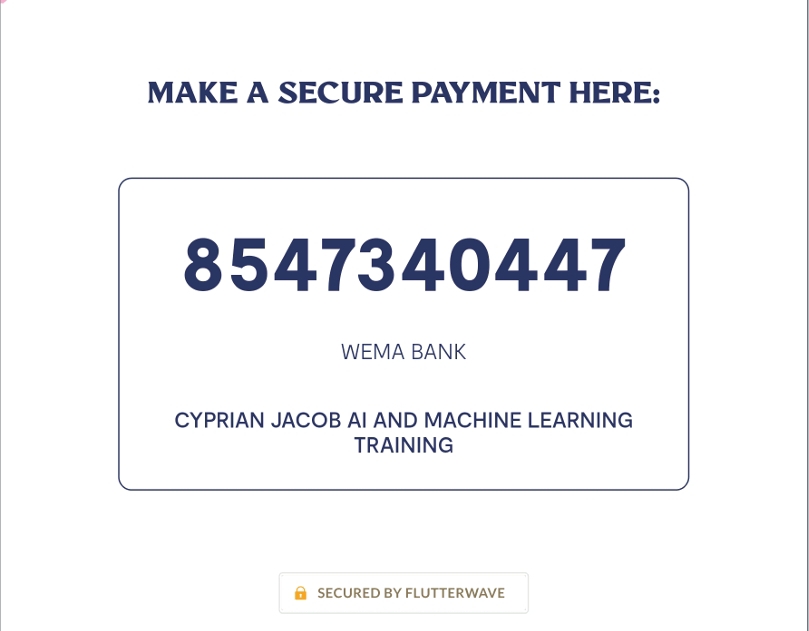 MAKE A SECURE PAYMENT HERE:
8547340447
WEMA BANK
CYPRIAN JACOB AI AND MACHINE LEARNING
TRAINING
SECURED BY FLUTTERWAVE